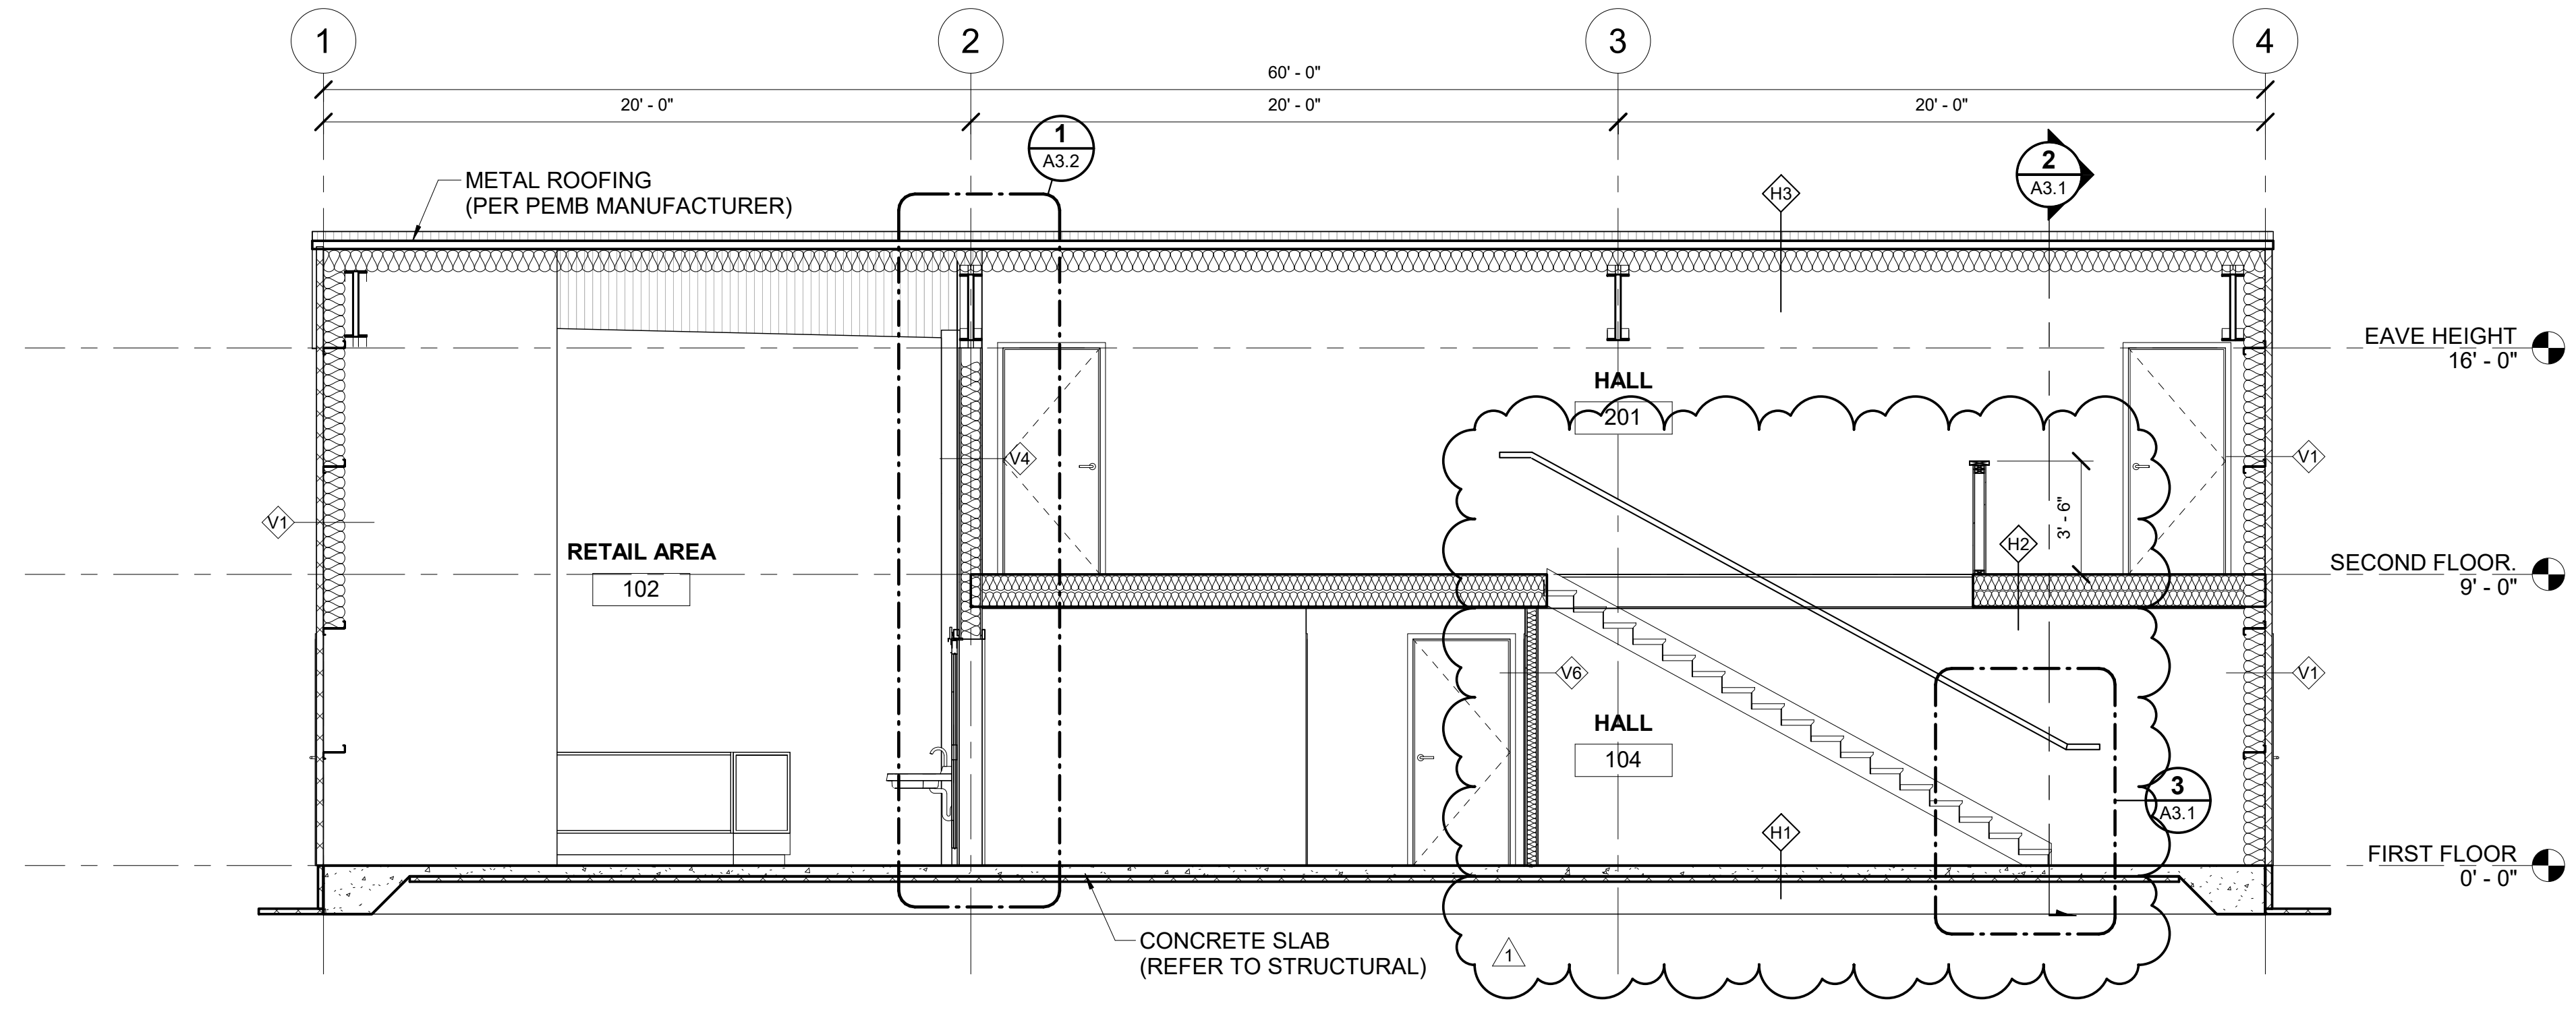 1
2
3
4
60' - 0"
20' - 0"
20' - 0"
20' - 0"
1
A3.2
2
A3.1
METAL ROOFING
(PER PEMB MANUFACTURER)
H3
EAVE HEIGHT
16' - 0"
HALL
201
V4
V1
V1
3' - 6"
H2
RETAIL AREA
102
SECOND FLOOR.
9' - 0"
V6
V1
HALL
104
3
A3.1
H1
FIRST FLOOR
0' - 0"
CONCRETE SLAB
(REFER TO STRUCTURAL)
1